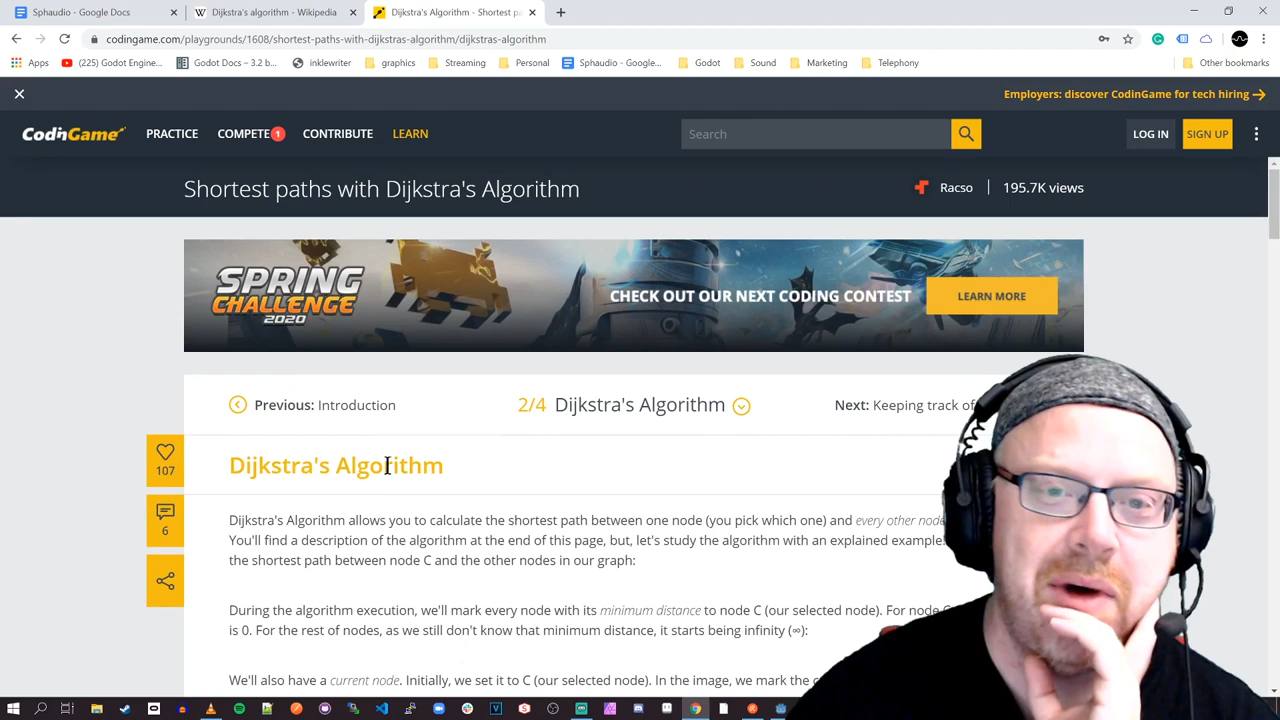 Sphaudio - Google Docs
Dijkstra's algorithm - Wikipedia
Dijkstra's Algorithm - Shortest pa
codingame.com/playgrounds/1608/shortest-paths-with-dijkstras-algorithm/dijkstras-algorithm
Apps
(225) Godot Engine...
Godot Docs – 3.2 b...
inklewriter
graphics
Streaming
Personal
Sphaudio - Google...
Godot
Sound
Marketing
Telephony
Other bookmarks
Employers: discover CodinGame for tech hiring
CodinGame
PRACTICE
COMPETE 1
CONTRIBUTE
LEARN
Search
LOG IN
SIGN UP
Shortest paths with Dijkstra's Algorithm
Racso
195.7K views
SPRING
CHALLENGE
2020
CHECK OUT OUR NEXT CODING CONTEST
LEARN MORE
Previous: Introduction
2/4 Dijkstra's Algorithm
Next: Keeping track of
107
Dijkstra's Algorithm
6
Dijkstra's Algorithm allows you to calculate the shortest path between one node (you pick which one) and every other node
You'll find a description of the algorithm at the end of this page, but, let's study the algorithm with an explained example!
the shortest path between node C and the other nodes in our graph:
During the algorithm execution, we'll mark every node with its minimum distance to node C (our selected node). For node C
is 0. For the rest of nodes, as we still don't know that minimum distance, it starts being infinity (∞):
We'll also have a current node. Initially, we set it to C (our selected node). In the image, we mark the